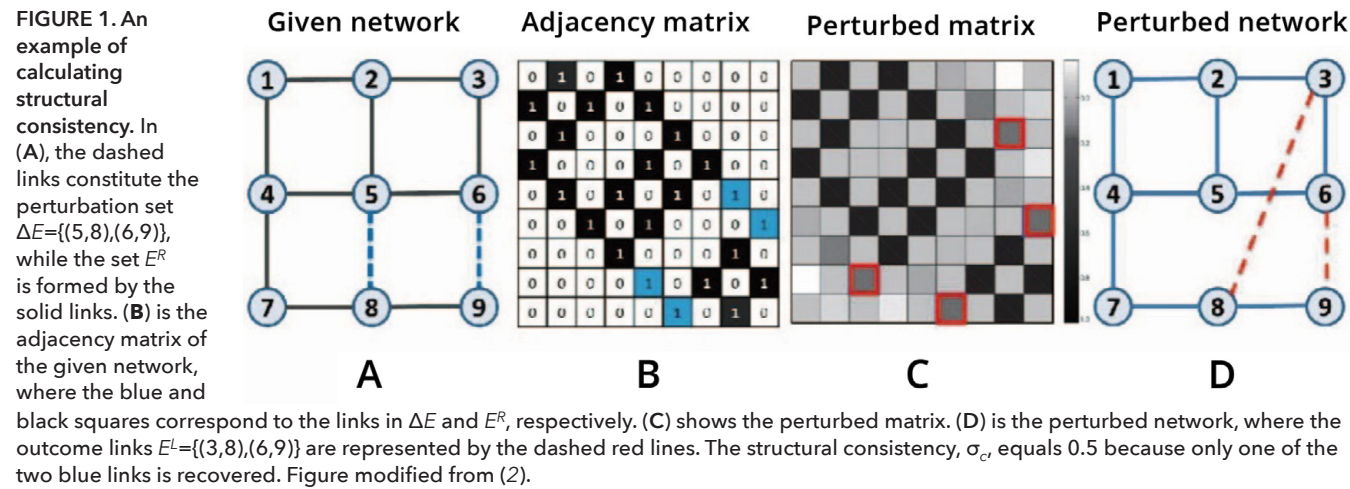 FIGURE 1. An
example of
calculating
structural
consistency. In
(A), the dashed
links constitute the
perturbation set
ΔE={(5,8),(6,9)},
while the set Eᴿ
is formed by the
solid links. (B) is the
adjacency matrix of
the given network,
where the blue and
Given network
1 2 3
4 5 6
7 8 9
A
Adjacency matrix
0 1 0 1 0 0 0 0 0
1 0 1 0 1 0 0 0 0
0 1 0 0 0 1 0 0 0
1 0 0 0 1 0 1 0 0
0 1 0 1 0 1 0 1 0
0 0 1 0 1 0 0 0 1
0 0 0 1 0 0 0 1 0
0 0 0 0 1 0 1 0 1
0 0 0 0 0 1 0 1 0
B
Perturbed matrix
C
Perturbed network
1 2 3
4 5 6
7 8 9
D
black squares correspond to the links in ΔE and Eᴿ, respectively. (C) shows the perturbed matrix. (D) is the perturbed network, where the
outcome links Eᴸ={(3,8),(6,9)} are represented by the dashed red lines. The structural consistency, σc, equals 0.5 because only one of the
two blue links is recovered. Figure modified from (2).